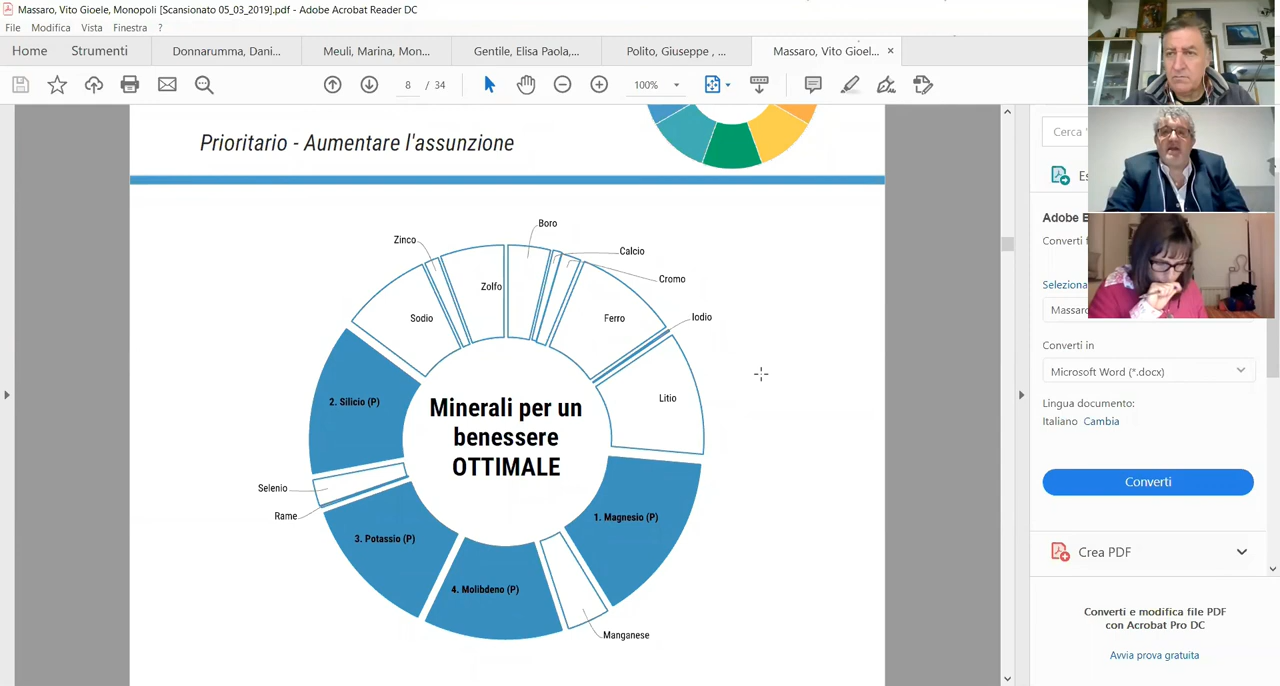 Massaro, Vito Gioele, Monopoli [Scansionato 05_03_2019].pdf - Adobe Acrobat Reader DC
File Modifica Vista Finestra ?
Home Strumenti Donnarumma, Dani... Meuli, Marina, Mon... Gentile, Elisa Paola,... Polito, Giuseppe , ... Massaro, Vito Gioel... ×
8 / 34 100%
Prioritario - Aumentare l'assunzione
Boro
Zinco
Calcio
Cromo
Zolfo
Sodio
Ferro
Iodio
Litio
2. Silicio (P)
Minerali per un
benessere
OTTIMALE
Selenio
Rame
1. Magnesio (P)
3. Potassio (P)
4. Molibdeno (P)
Manganese
Cerca
Es
Adobe
Converti
Seleziona
Massaro
Converti in
Microsoft Word (*.docx)
Lingua documento:
Italiano Cambia
Converti
Crea PDF
Converti e modifica file PDF
con Acrobat Pro DC
Avvia prova gratuita